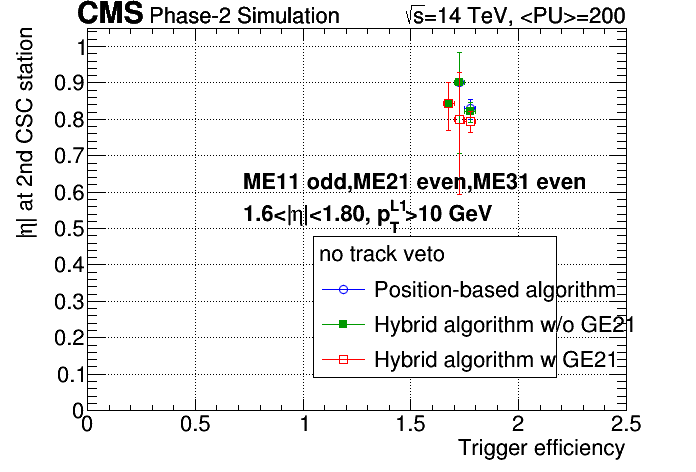 CMS Phase-2 Simulation √s=14 TeV, <PU>=200
|η| at 2nd CSC station
1
0.9
0.8
0.7
0.6
0.5
0.4
0.3
0.2
0.1
0
ME11 odd,ME21 even,ME31 even
1.6<|η|<1.80, p_T^L1>10 GeV
no track veto
Position-based algorithm
Hybrid algorithm w/o GE21
Hybrid algorithm w GE21
0 0.5 1 1.5 2 2.5
Trigger efficiency